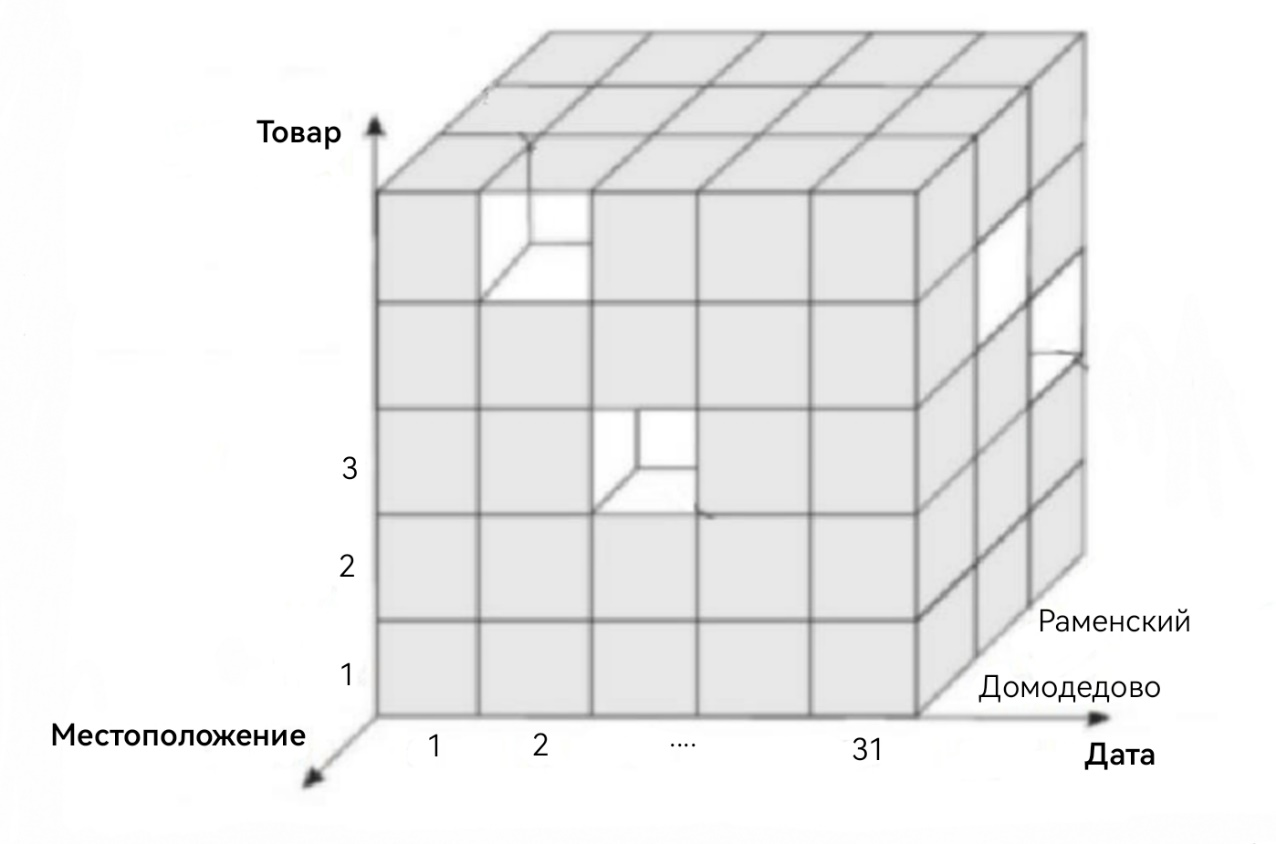 Товар
3
2
Раменский
1
Домодедово
Местоположение
1 2 .... 31
Дата